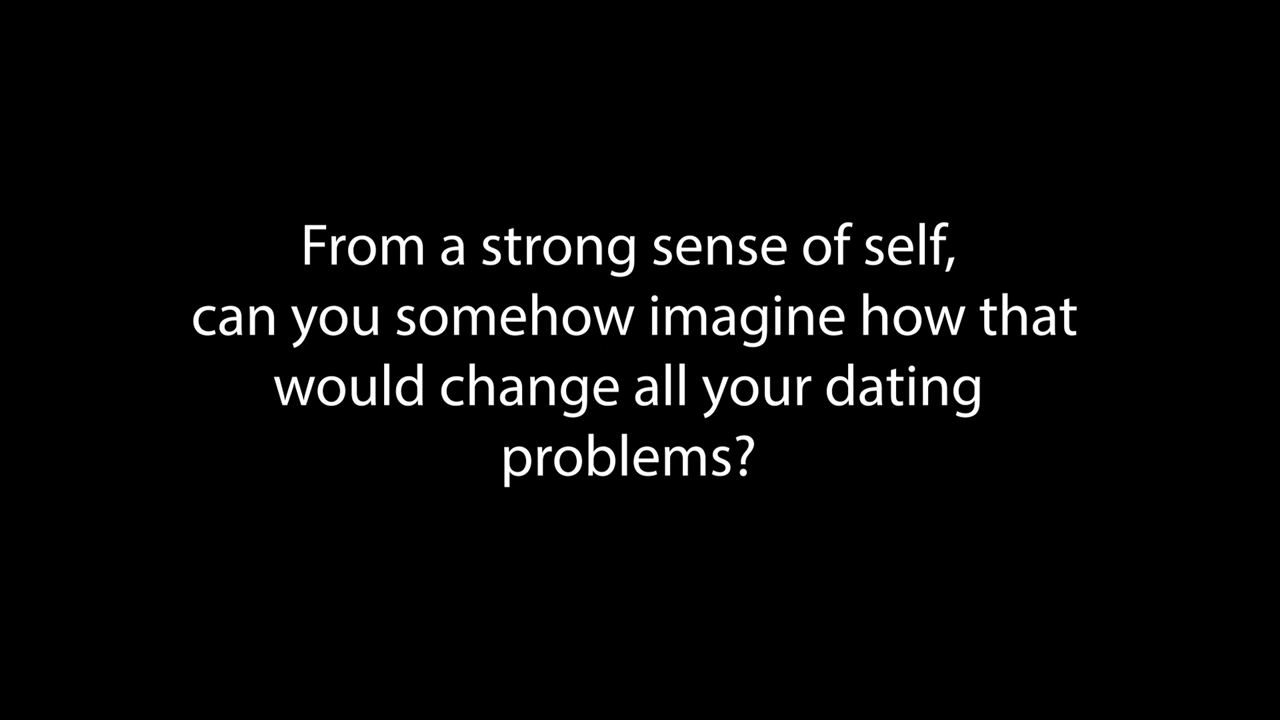 From a strong sense of self,
can you somehow imagine how that
would change all your dating
problems?